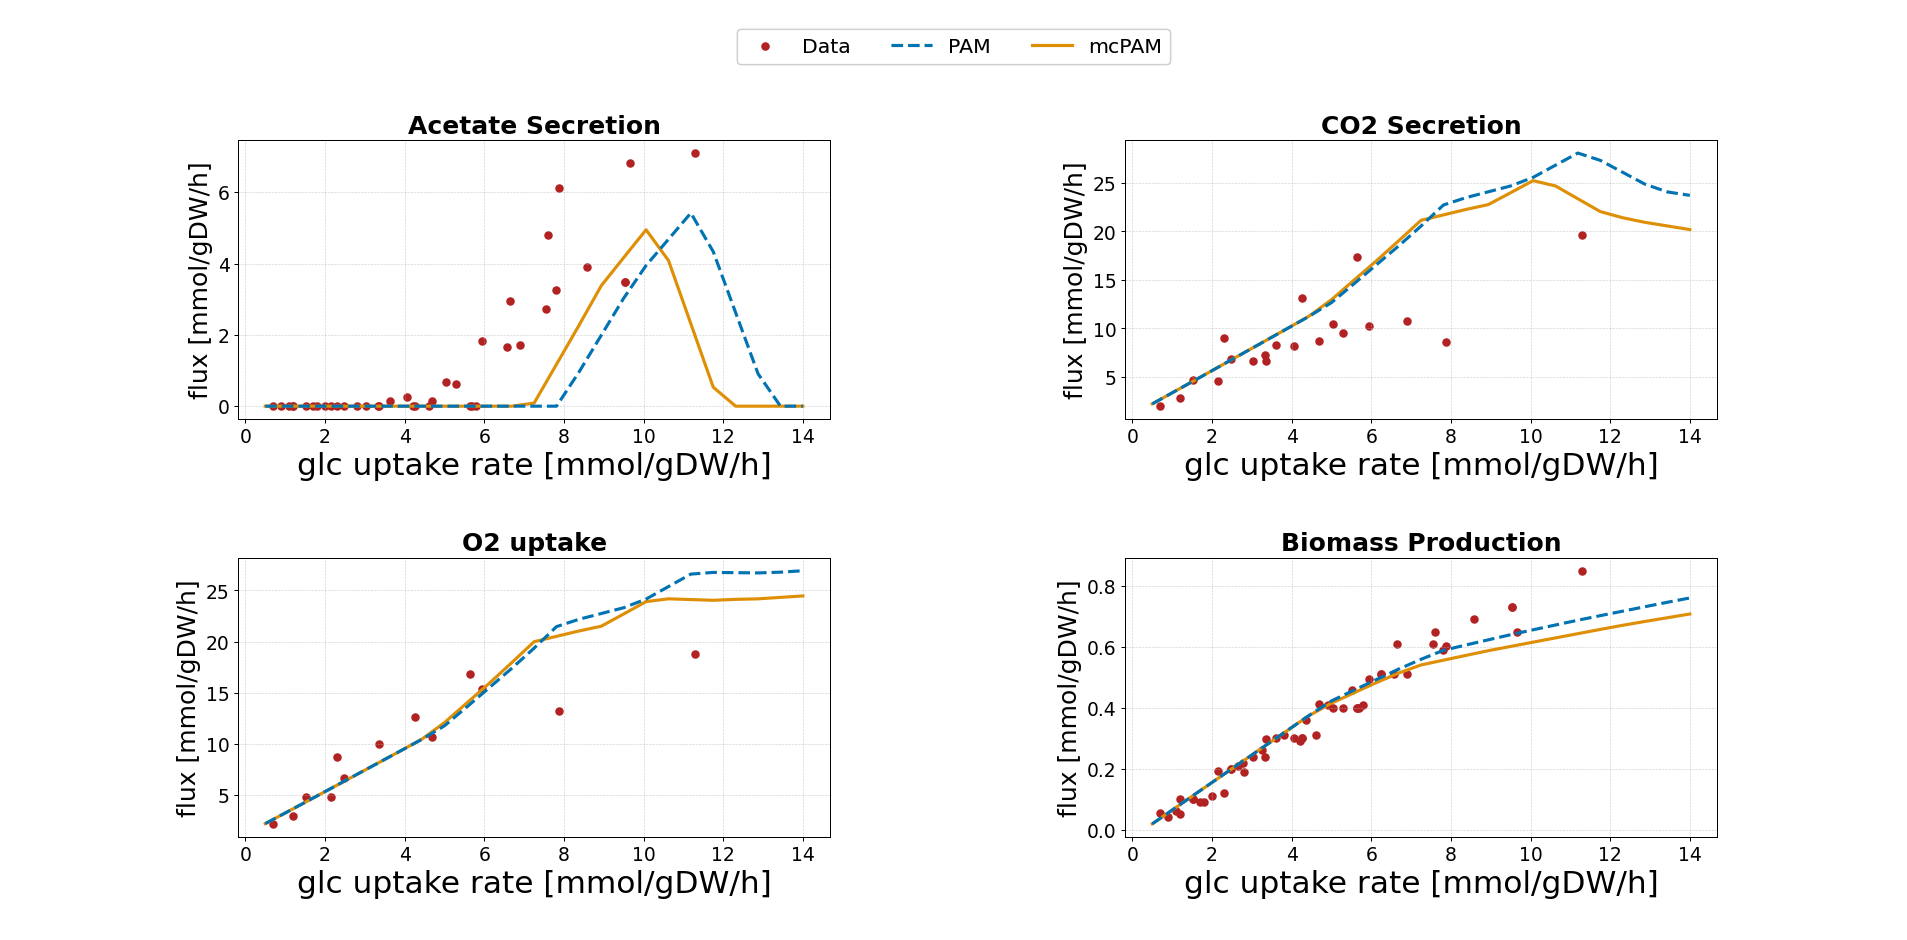 Data PAM mcPAM
Acetate Secretion
flux [mmol/gDW/h]
6
4
2
0
0 2 4 6 8 10 12 14
glc uptake rate [mmol/gDW/h]
CO2 Secretion
flux [mmol/gDW/h]
25
20
15
10
5
0 2 4 6 8 10 12 14
glc uptake rate [mmol/gDW/h]
O2 uptake
flux [mmol/gDW/h]
25
20
15
10
5
0 2 4 6 8 10 12 14
glc uptake rate [mmol/gDW/h]
Biomass Production
flux [mmol/gDW/h]
0.8
0.6
0.4
0.2
0.0
0 2 4 6 8 10 12 14
glc uptake rate [mmol/gDW/h]